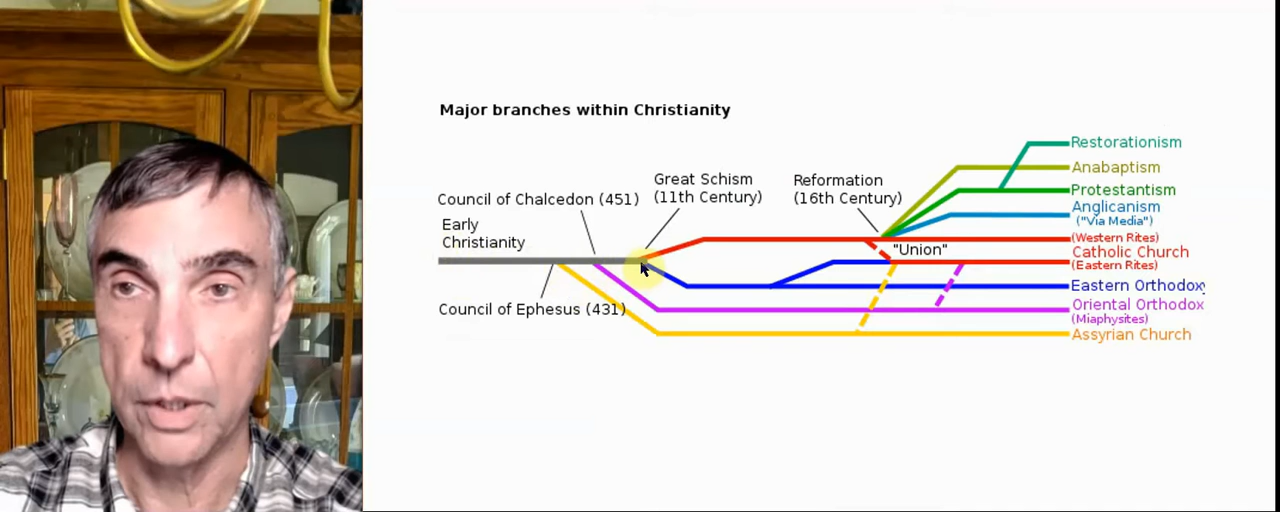 Major branches within Christianity
Restorationism
Anabaptism
Great Schism
(11th Century)
Reformation
(16th Century)
Protestantism
Council of Chalcedon (451)
Anglicanism
("Via Media")
Early
Christianity
(Western Rites)
"Union"
Catholic Church
(Eastern Rites)
Eastern Orthodoxy
Council of Ephesus (431)
Oriental Orthodox
(Miaphysites)
Assyrian Church